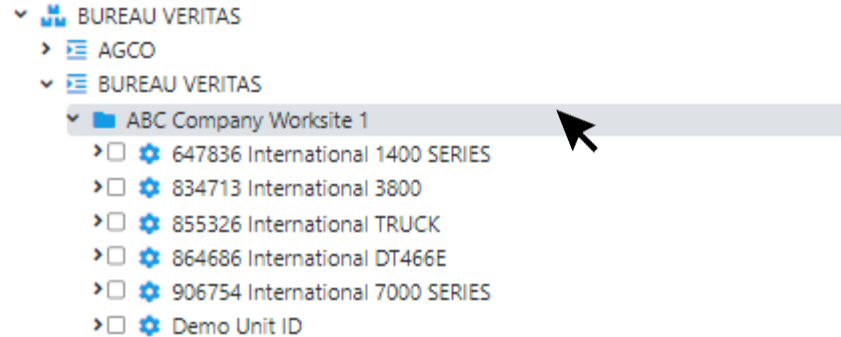 BUREAU VERITAS
AGCO
BUREAU VERITAS
ABC Company Worksite 1
647836 International 1400 SERIES
834713 International 3800
855326 International TRUCK
864686 International DT466E
906754 International 7000 SERIES
Demo Unit ID